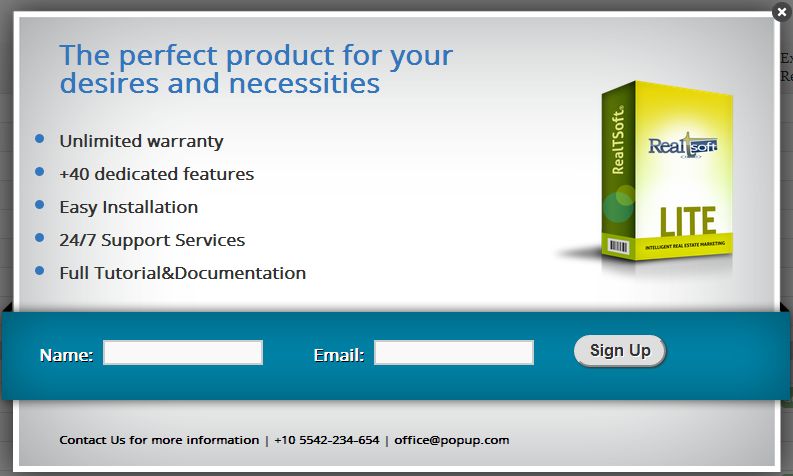 The perfect product for your
desires and necessities
Unlimited warranty
+40 dedicated features
Easy Installation
24/7 Support Services
Full Tutorial&Documentation
RealTSoft®
RealTsoft
LITE
INTELLIGENT REAL ESTATE MARKETING
Name:
Email:
Sign Up
Contact Us for more information | +10 5542-234-654 | office@popup.com